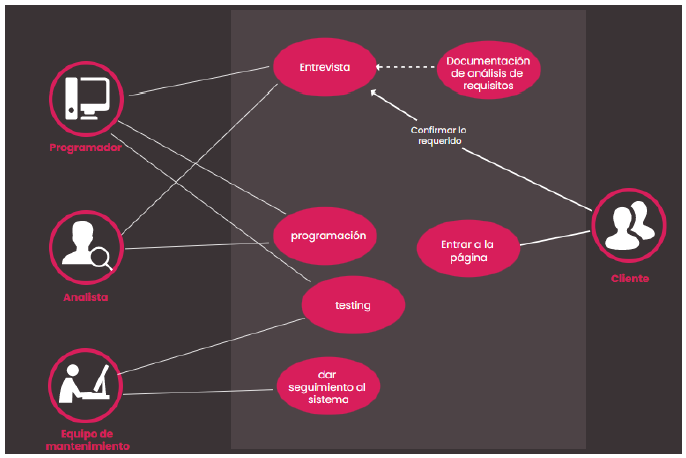 Entrevista
Documentación
de análisis de
requisitos
Confirmar lo
requerido
Programador
programación
Entrar a la
página
Analista
Cliente
testing
dar
seguimiento al
sistema
Equipo de
mantenimiento